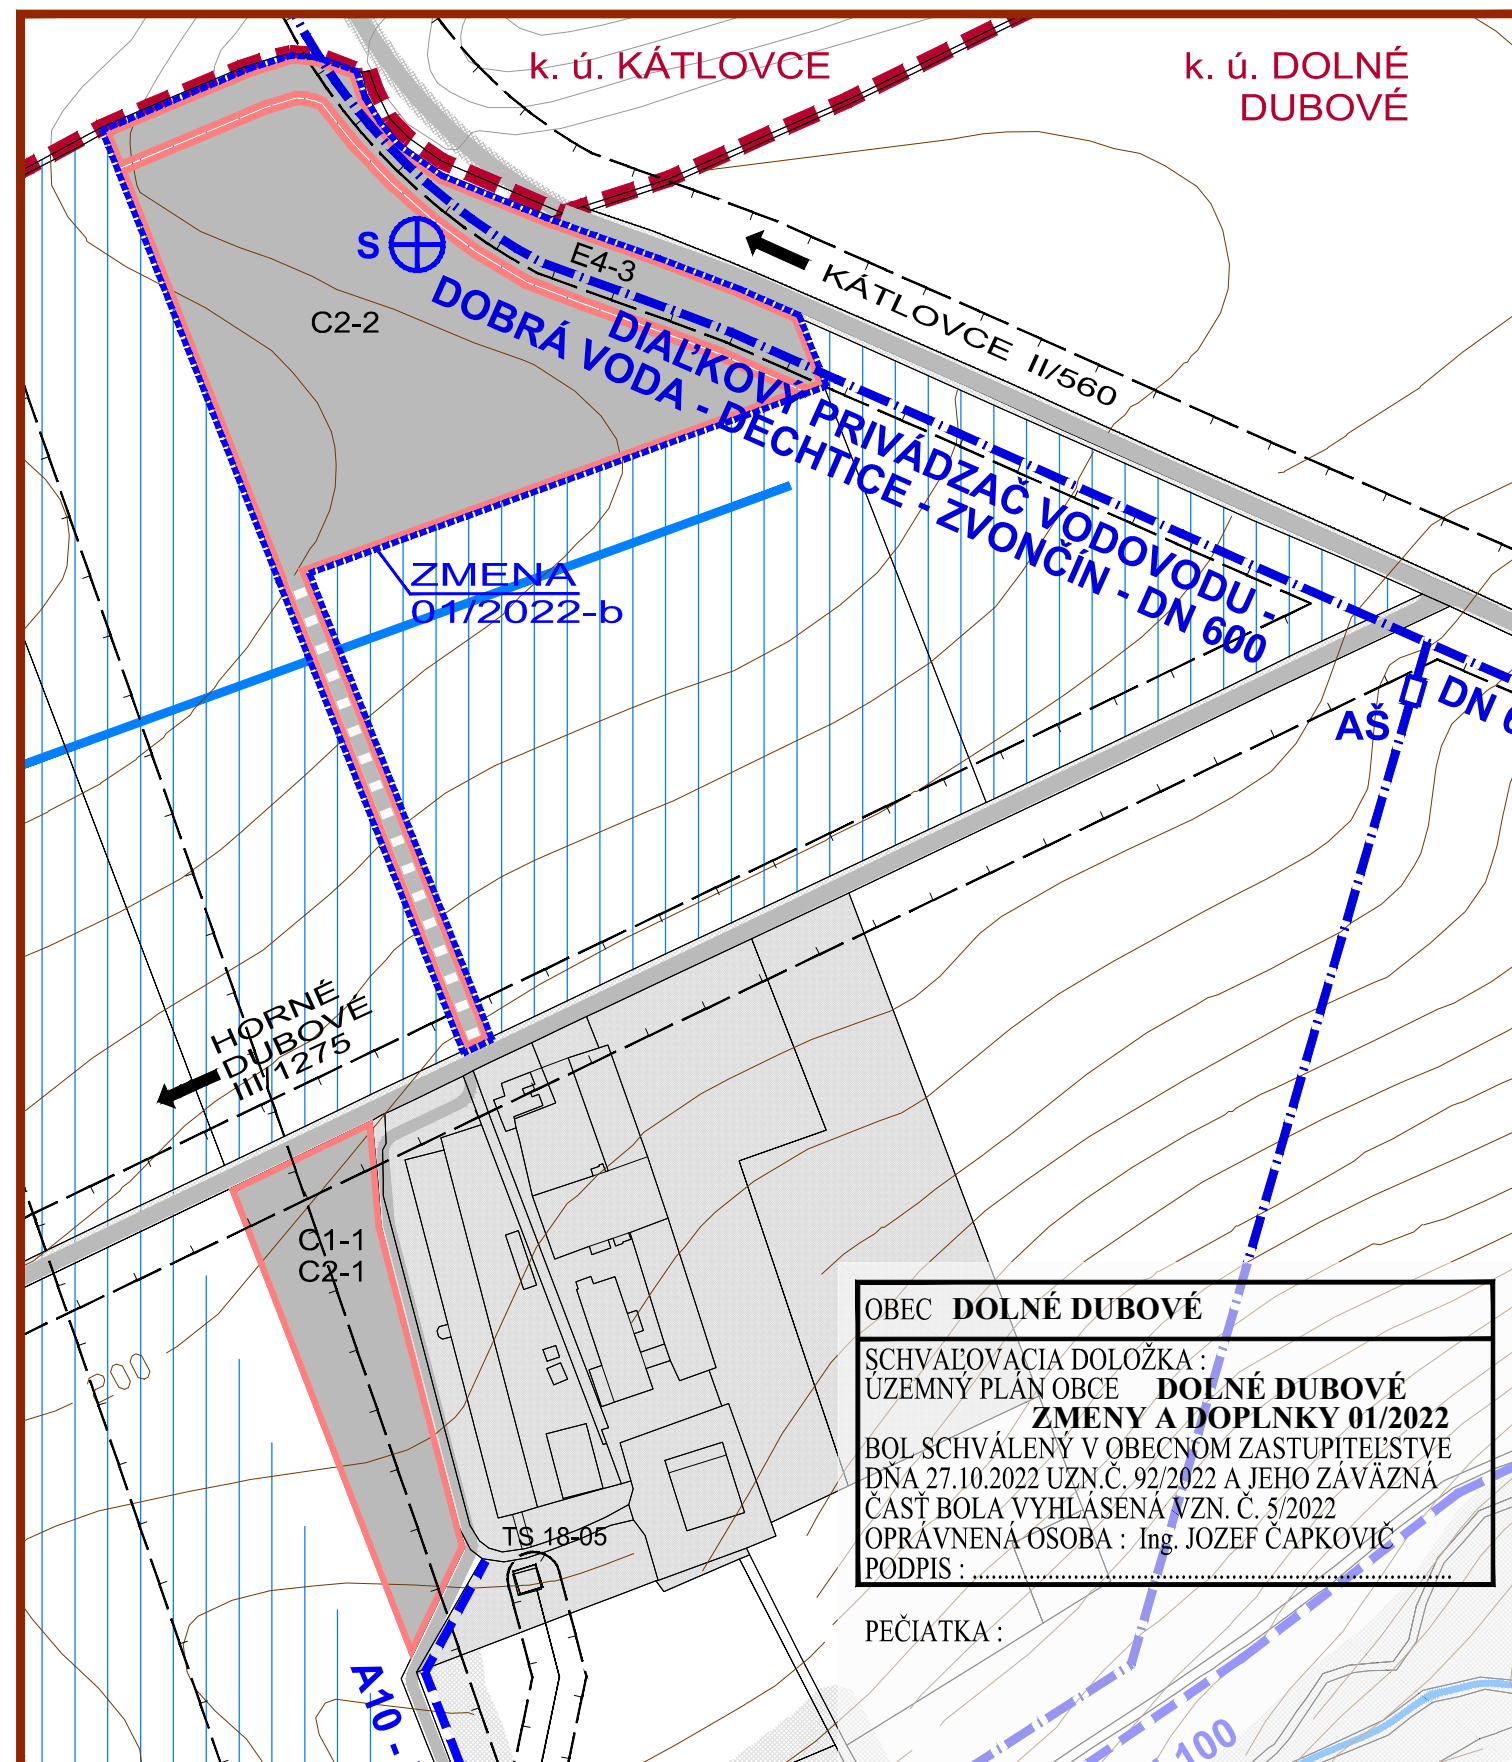 k. ú. KÁTLOVCE
k. ú. DOLNÉ
DUBOVÉ
S
E4-3
C2-2
KÁTLOVCE II/560
DIAĽKOVÝ PRIVÁDZAČ VODOVODU -
DOBRÁ VODA - DECHTICE - ZVONČÍN - DN 600
ZMENA
01/2022-b
AŠ
DN
HORNÉ
DUBOVÉ
III/1275
C1-1
C2-1
200
TS 18-05
A10 -
100
OBEC DOLNÉ DUBOVÉ
SCHVAĽOVACIA DOLOŽKA :
ÚZEMNÝ PLÁN OBCE DOLNÉ DUBOVÉ
ZMENY A DOPLNKY 01/2022
BOL SCHVÁLENÝ V OBECNOM ZASTUPITEĽSTVE
DŇA 27.10.2022 UZN.Č. 92/2022 A JEHO ZÁVÄZNÁ
ČASŤ BOLA VYHLÁSENÁ VZN. Č. 5/2022
OPRÁVNENÁ OSOBA : Ing. JOZEF ČAPKOVIČ
PODPIS : ................................................................................
PEČIATKA :